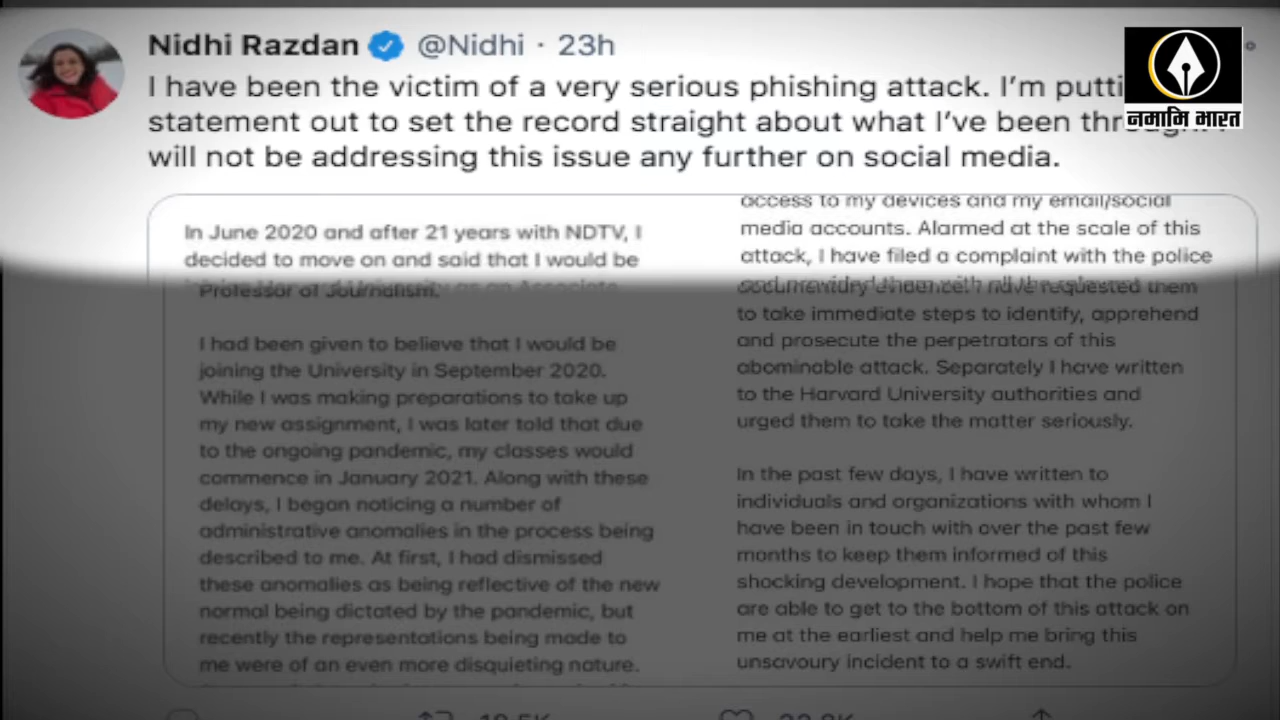 Nidhi Razdan @Nidhi · 23h
I have been the victim of a very serious phishing attack. I'm
statement out to set the record straight about what I've been
will not be addressing this issue any further on social media.
नमामि भारत
In June 2020 and after 21 years with NDTV, I
decided to move on and said that I would be
Professor of Journalism.
I had been given to believe that I would be
joining the University in September 2020.
While I was making preparations to take up
my new assignment, I was later told that due
to the ongoing pandemic, my classes would
commence in January 2021. Along with these
delays, I began noticing a number of
administrative anomalies in the process being
described to me. At first, I had dismissed
these anomalies as being reflective of the new
normal being dictated by the pandemic, but
recently the representations being made to
me were of an even more disquieting nature.
access to my devices and my email/social
media accounts. Alarmed at the scale of this
attack, I have filed a complaint with the police
requested them
to take immediate steps to identify, apprehend
and prosecute the perpetrators of this
abominable attack. Separately I have written
to the Harvard University authorities and
urged them to take the matter seriously.
In the past few days, I have written to
individuals and organizations with whom I
have been in touch with over the past few
months to keep them informed of this
shocking development. I hope that the police
are able to get to the bottom of this attack on
me at the earliest and help me bring this
unsavoury incident to a swift end.